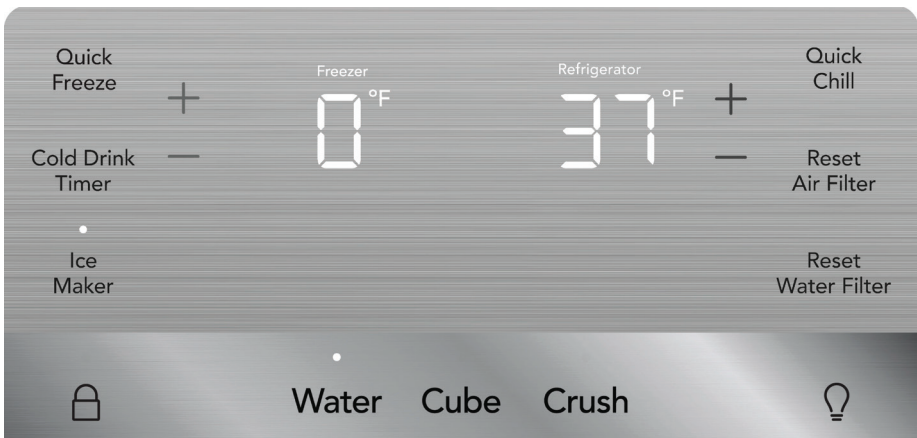 Quick
Freeze
Freezer
0 °F
Refrigerator
37 °F
Quick
Chill
Cold Drink
Timer
Reset
Air Filter
Ice
Maker
Reset
Water Filter
Water Cube Crush